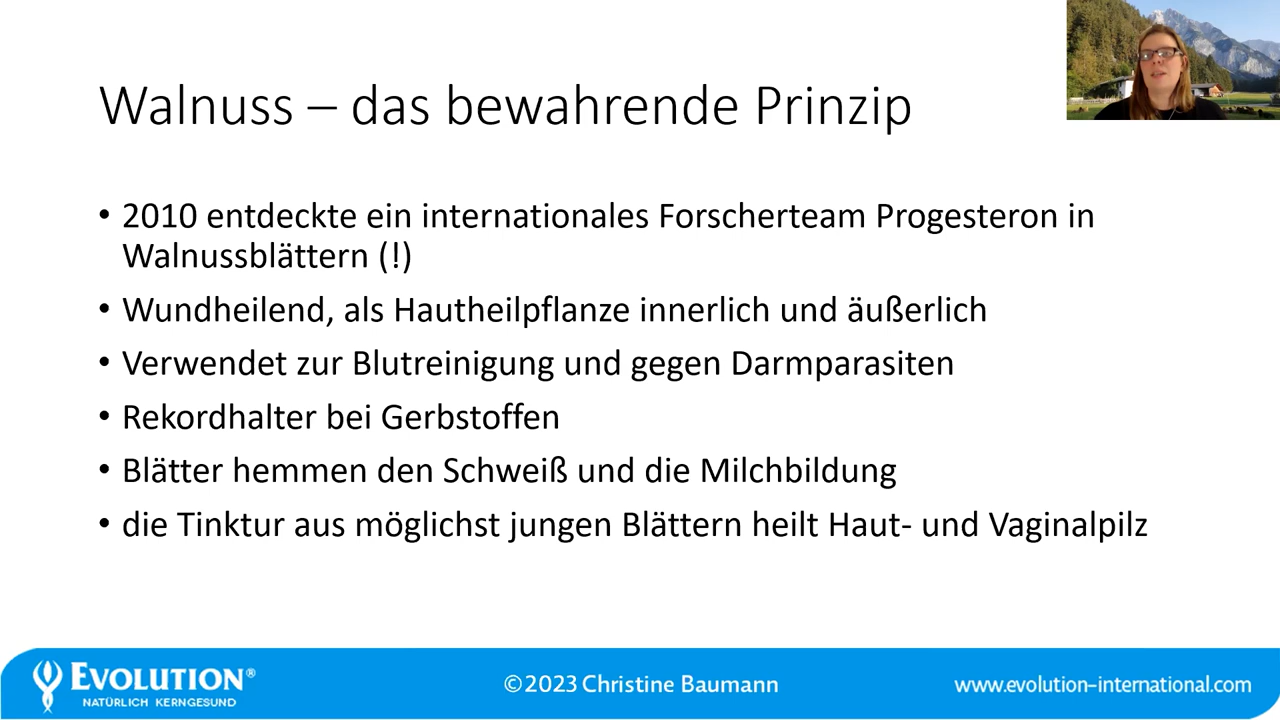 Walnuss – das bewahrende Prinzip
• 2010 entdeckte ein internationales Forscherteam Progesteron in
Walnussblättern (!)
• Wundheilend, als Hautheilpflanze innerlich und äußerlich
• Verwendet zur Blutreinigung und gegen Darmparasiten
• Rekordhalter bei Gerbstoffen
• Blätter hemmen den Schweiß und die Milchbildung
• die Tinktur aus möglichst jungen Blättern heilt Haut- und Vaginalpilz
EVOLUTION®
NATÜRLICH KERNGESUND
©2023 Christine Baumann
www.evolution-international.com